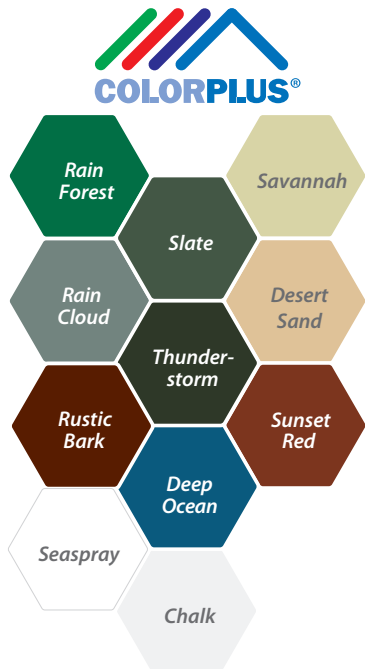 COLORPLUS®
Rain
Forest
Savannah
Slate
Rain
Cloud
Desert
Sand
Thunder-
storm
Rustic
Bark
Sunset
Red
Deep
Ocean
Seaspray
Chalk